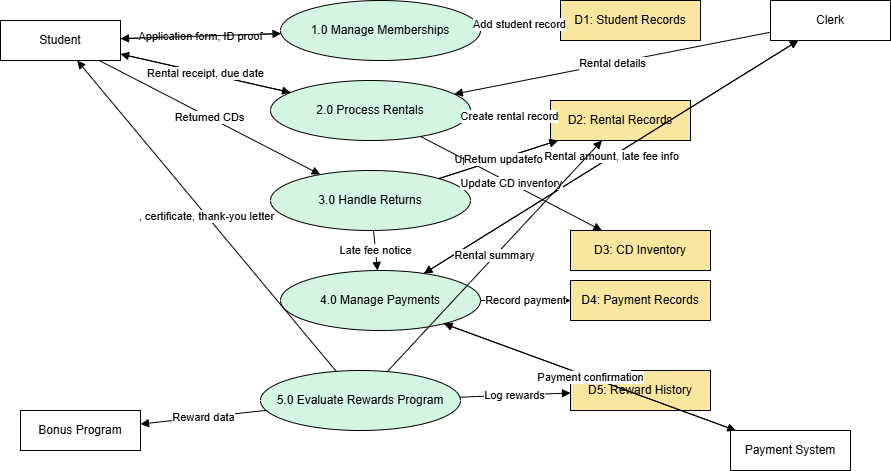 Student
Application form, ID proof
1.0 Manage Memberships
Add student record
D1: Student Records
Clerk
Rental details
Rental receipt, due date
2.0 Process Rentals
Create rental record
D2: Rental Records
Returned CDs
Return
Rental amount, late fee info
Update CD inventory
3.0 Handle Returns
, certificate, thank-you letter
Late fee notice
Rental summary
D3: CD Inventory
4.0 Manage Payments
Record payment
D4: Payment Records
Payment confirmation
D5: Reward History
5.0 Evaluate Rewards Program
Log rewards
Reward data
Bonus Program
Payment System